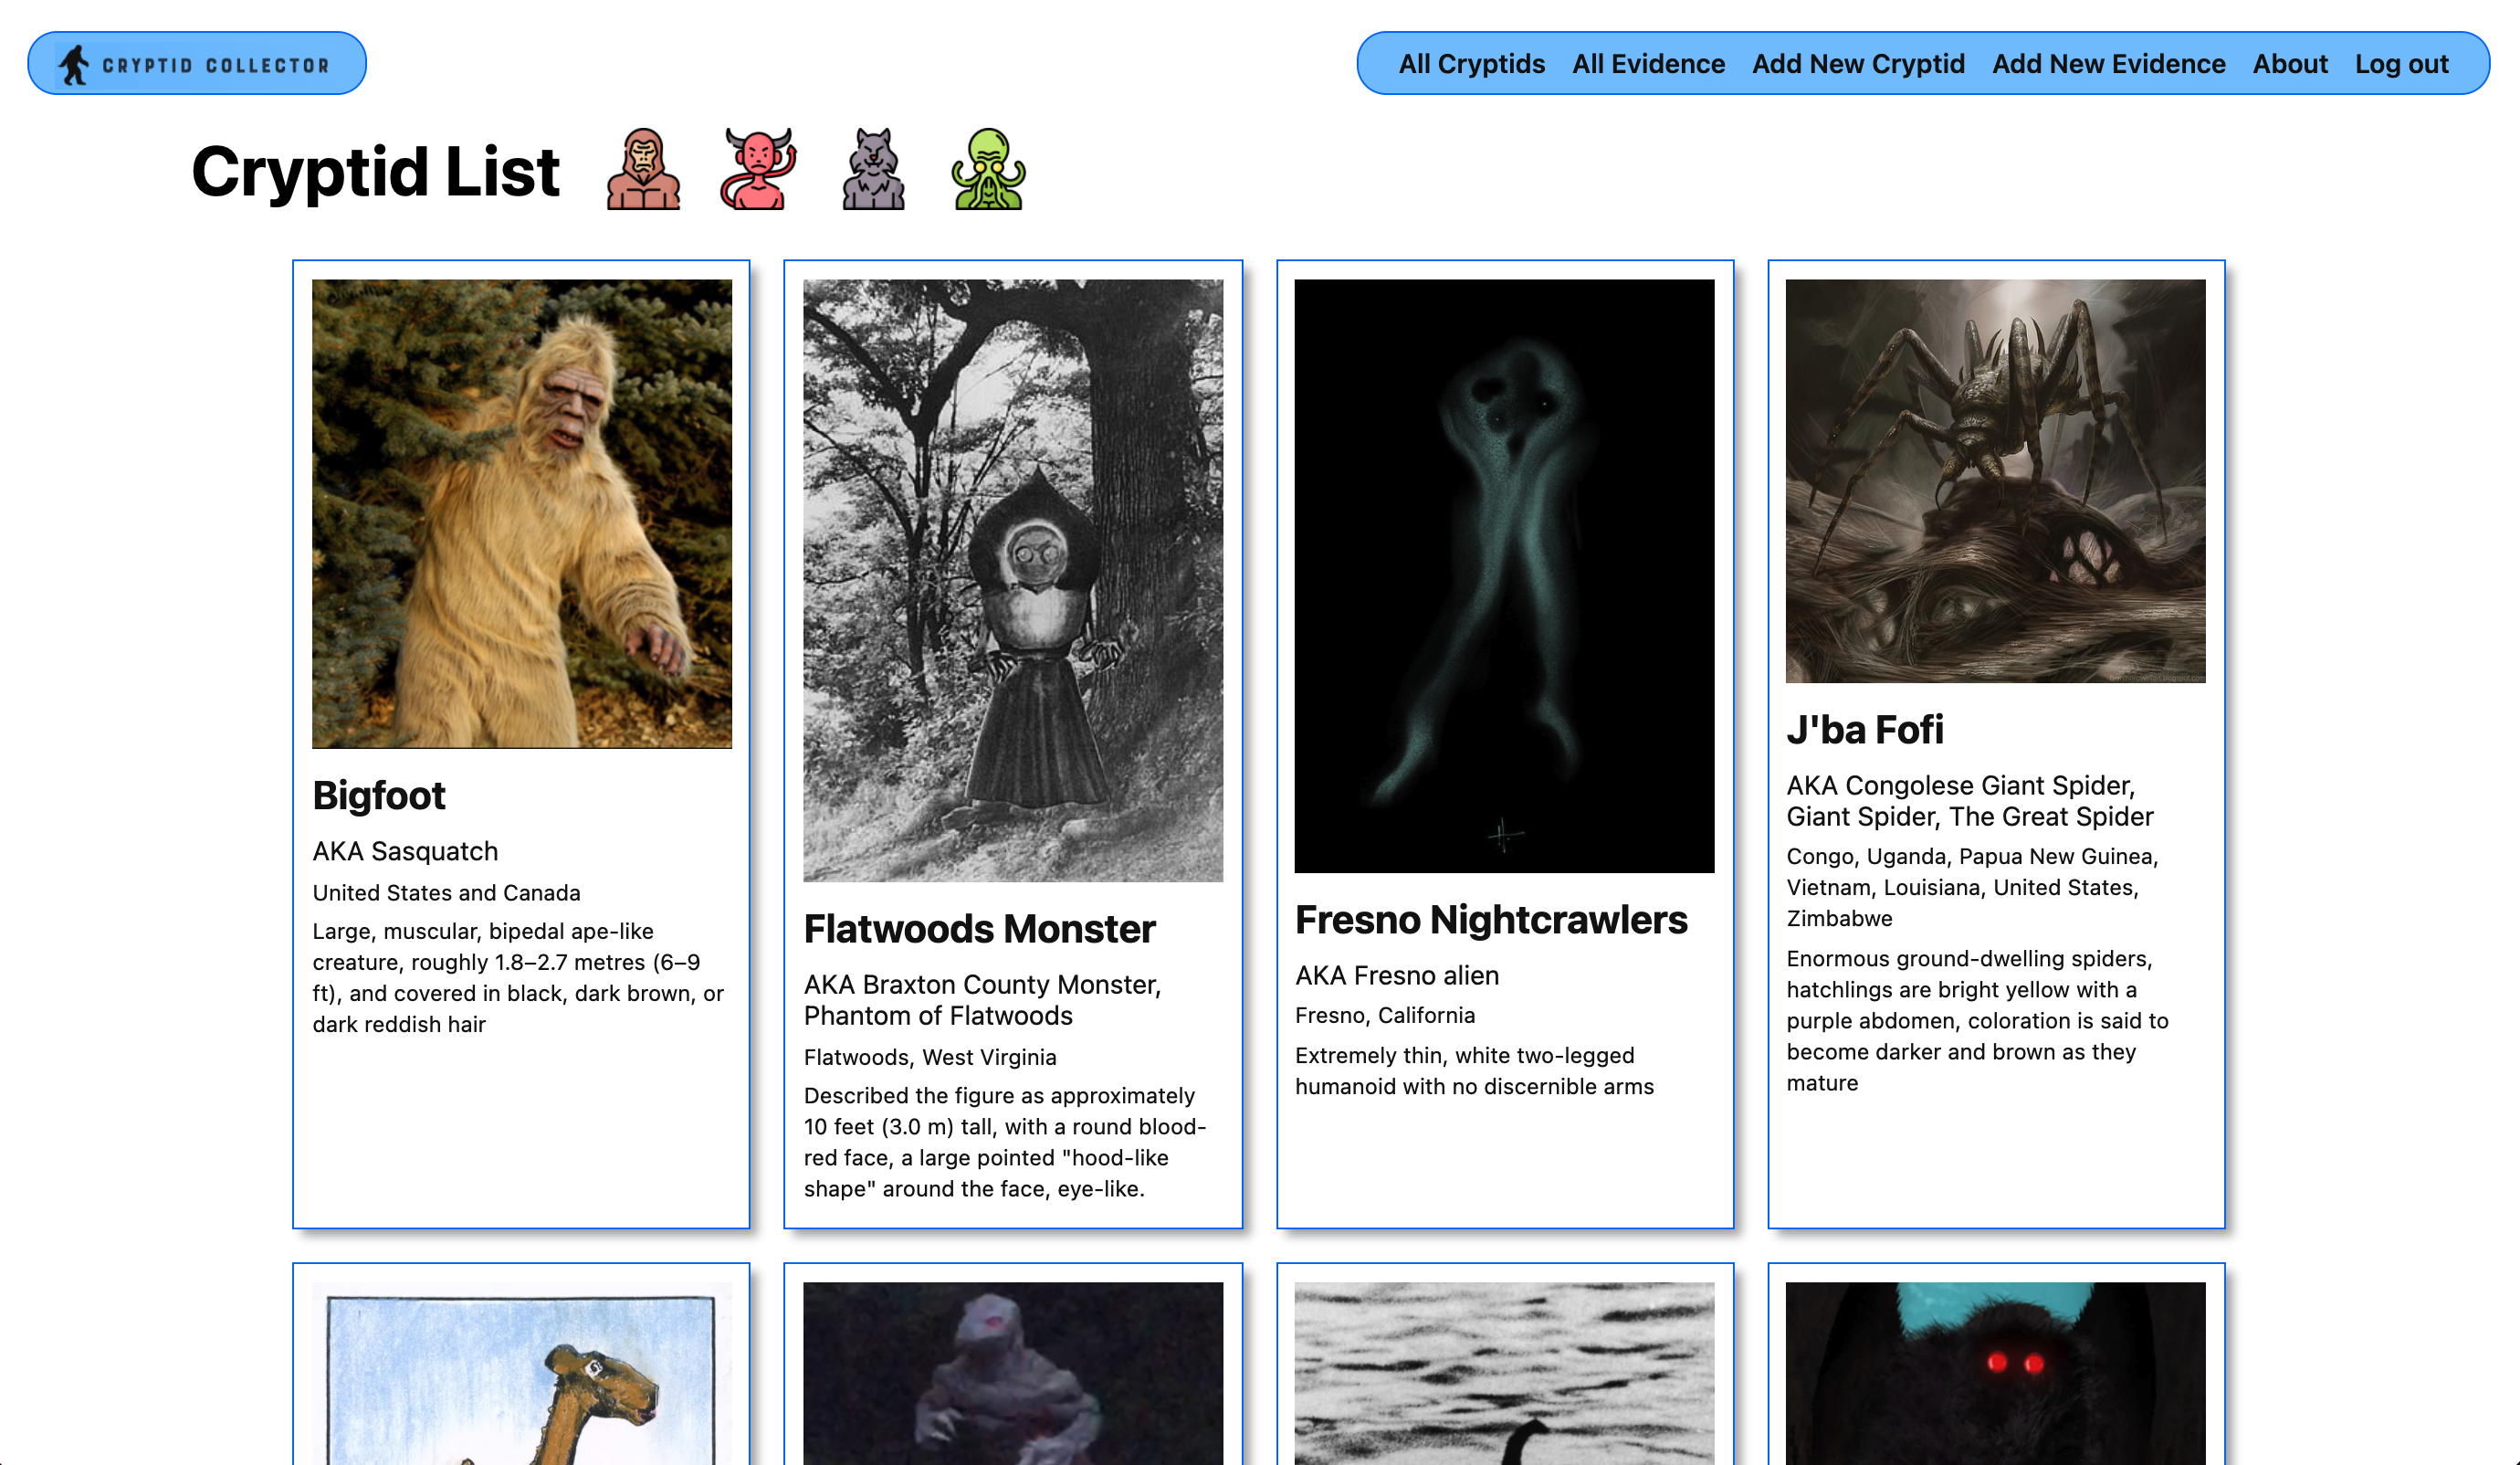 CRYPTID COLLECTOR
All Cryptids All Evidence Add New Cryptid Add New Evidence About Log out
Cryptid List
Bigfoot
AKA Sasquatch
United States and Canada
Large, muscular, bipedal ape-like
creature, roughly 1.8–2.7 metres (6–9
ft), and covered in black, dark brown, or
dark reddish hair
Flatwoods Monster
AKA Braxton County Monster,
Phantom of Flatwoods
Flatwoods, West Virginia
Described the figure as approximately
10 feet (3.0 m) tall, with a round blood-
red face, a large pointed "hood-like
shape" around the face, eye-like.
Fresno Nightcrawlers
AKA Fresno alien
Fresno, California
Extremely thin, white two-legged
humanoid with no discernible arms
J'ba Fofi
AKA Congolese Giant Spider,
Giant Spider, The Great Spider
Congo, Uganda, Papua New Guinea,
Vietnam, Louisiana, United States,
Zimbabwe
Enormous ground-dwelling spiders,
hatchlings are bright yellow with a
purple abdomen, coloration is said to
become darker and brown as they
mature